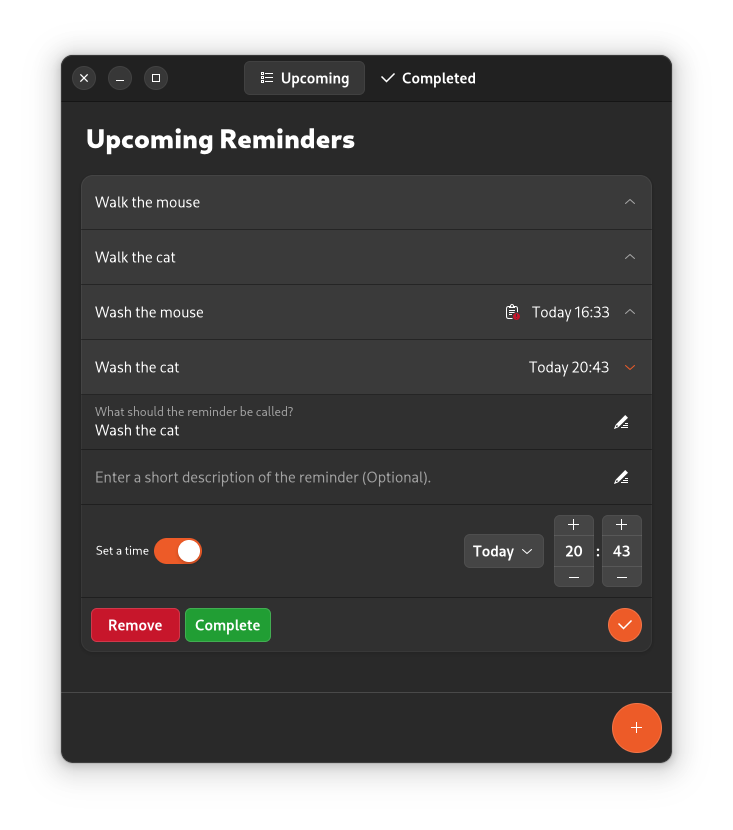 Upcoming
Completed
Upcoming Reminders
Walk the mouse
Walk the cat
Wash the mouse
Today 16:33
Wash the cat
Today 20:43
What should the reminder be called?
Wash the cat
Enter a short description of the reminder (Optional).
Set a time
Today
20 : 43
Remove
Complete